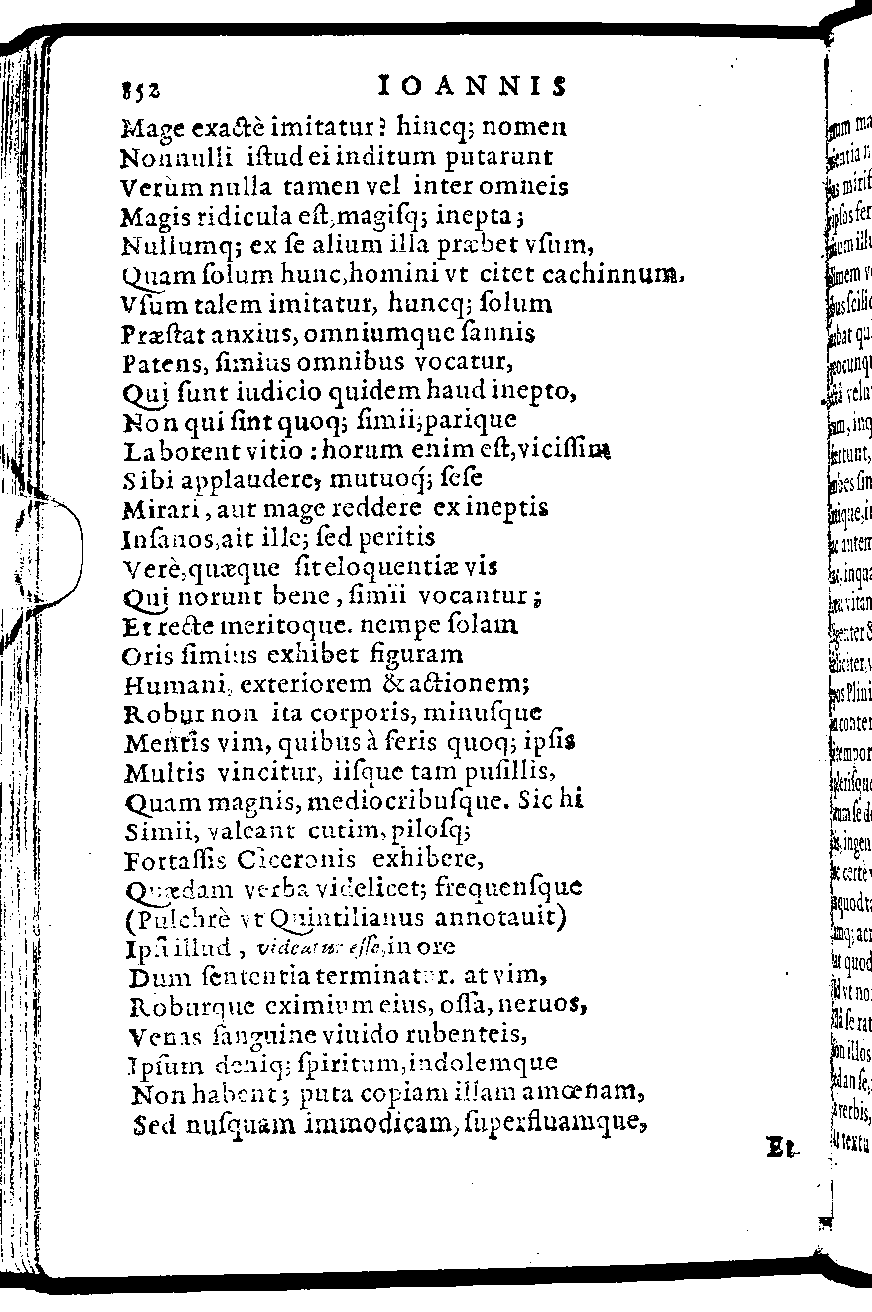 852 IOANNIS
Mage exactè imitatur? hincq; nomen
Nonnulli iſtud ei inditum putarunt
Verùm nulla tamen vel inter omneis
Magis ridicula eſt, magiſq; inepta;
Nullumq; ex ſe alium illa præbet vſum,
Quam ſolum hunc, homini vt citet cachinnum.
Vſum talem imitatur, huncq; ſolum
Præſtat anxius, omniumque ſannis
Patens, ſimius omnibus vocatur,
Qui ſunt iudicio quidem haud inepto,
Non qui ſint quoq; ſimii; parique
Laborent vitio : horum enim eſt, viciſſim
Sibi applaudere, mutuoq́; ſeſe
Mirari, aut mage reddere ex ineptis
Inſanos, ait ille; ſed peritis
Verè, quæque ſit eloquentiæ vis
Qui norunt bene, ſimii vocantur;
Et recte meritoque. nempe ſolam
Oris ſimius exhibet figuram
Humani, exteriorem & actionem;
Robur non ita corporis, minuſque
Mentis vim, quibus à feris quoq; ipſis
Multis vincitur, iiſque tam puſillis,
Quam magnis, mediocribuſque. Sic hi
Simii, valeant cutim, piloſq;
Fortaſſis Ciceronis exhibere,
Quædam verba videlicet; frequenſque
(Pulchrè vt Quintilianus annotauit)
Ipſi illud, videatur eſſe, in ore
Dum ſententia terminatur. at vim,
Roburque eximium eius, oſſa, neruos,
Venas ſanguine viuido rubenteis,
Ipſum deniq; ſpiritum, indolemque
Non habent; puta copiam illam amœnam,
Sed nuſquam immodicam, ſuperfluamque,
Et